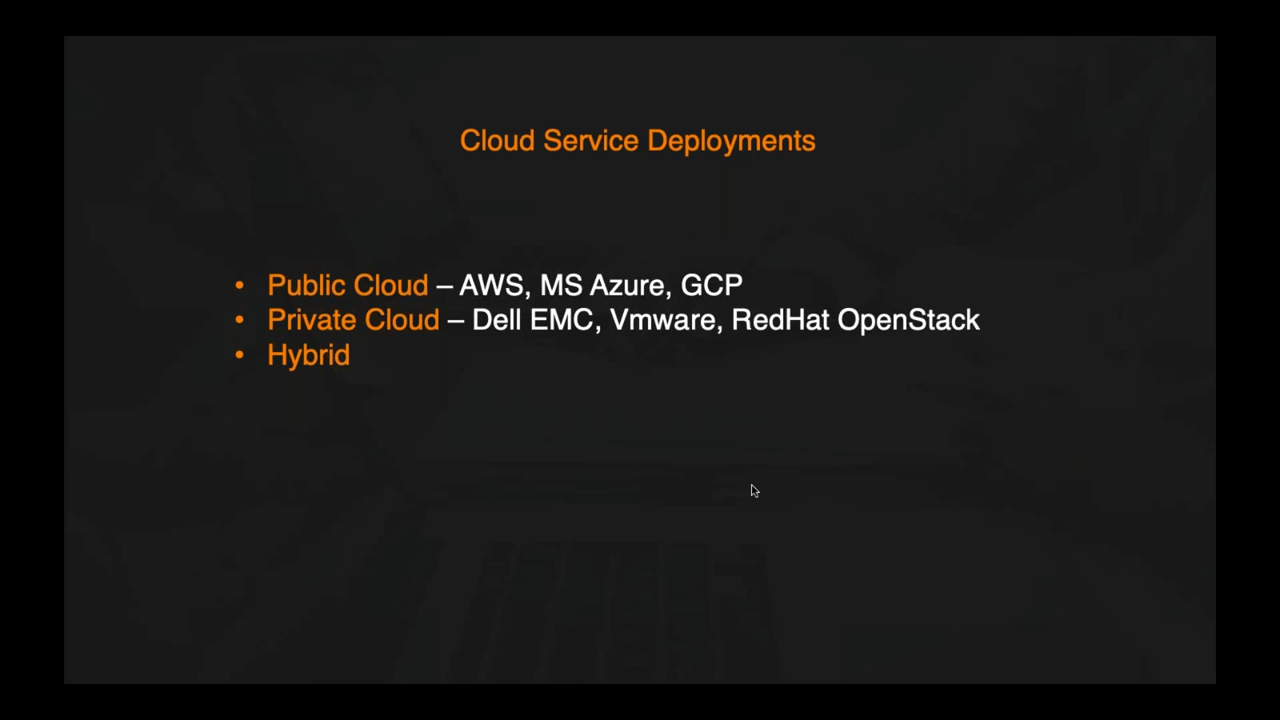 Cloud Service Deployments
• Public Cloud – AWS, MS Azure, GCP
• Private Cloud – Dell EMC, Vmware, RedHat OpenStack
• Hybrid